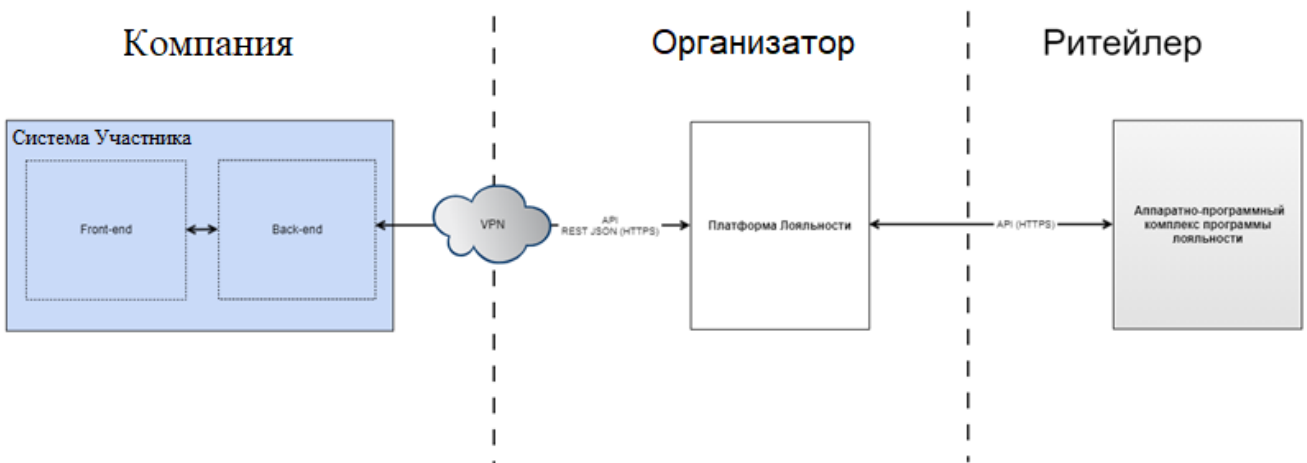 Компания
Организатор
Ритейлер
Система Участника
Front-end
Back-end
VPN
API
REST JSON (HTTPS)
Платформа Лояльности
API (HTTPS)
Аппаратно-программный
комплекс программы
лояльности